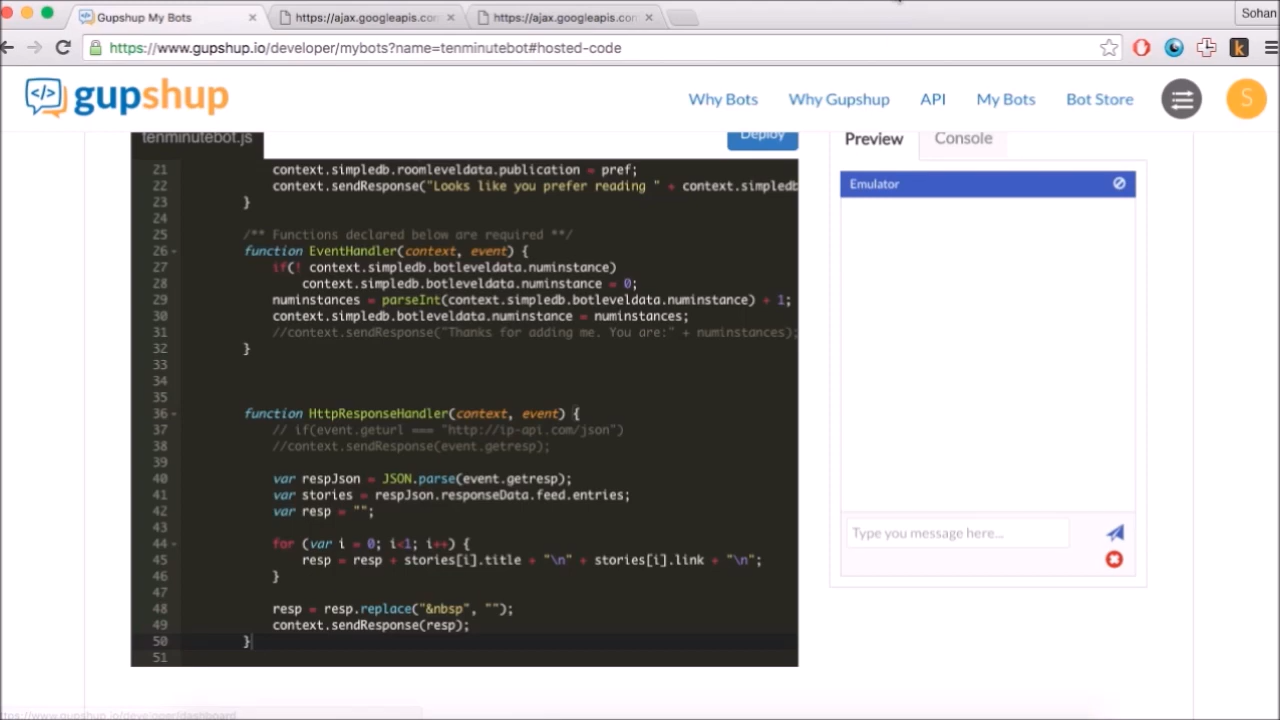 Gupshup My Bots
https://ajax.googleapis.con
https://ajax.googleapis.con
Sohan
https://www.gupshup.io/developer/mybots?name=tenminutebot#hosted-code
k
</>
gupshup
Why Bots
Why Gupshup
API
My Bots
Bot Store
S
tenminutebot.js
Deploy
Preview
Console
21 context.simpledb.roomleveldata.publication = pref;
22 context.sendResponse("Looks like you prefer reading " + context.simpledb
23 }
24
25 /** Functions declared below are required **/
26 function EventHandler(context, event) {
27 if(! context.simpledb.botleveldata.numinstance)
28 context.simpledb.botleveldata.numinstance = 0;
29 numinstances = parseInt(context.simpledb.botleveldata.numinstance) + 1;
30 context.simpledb.botleveldata.numinstance = numinstances;
31 //context.sendResponse("Thanks for adding me. You are:" + numinstances);
32 }
33
34
35
36 function HttpResponseHandler(context, event) {
37 // if(event.geturl === "http://ip-api.com/json")
38 //context.sendResponse(event.getresp);
39
40 var respJson = JSON.parse(event.getresp);
41 var stories = respJson.responseData.feed.entries;
42 var resp = "";
43
44 for (var i = 0; i<1; i++) {
45 resp = resp + stories[i].title + "\n" + stories[i].link + "\n";
46 }
47
48 resp = resp.replace("&nbsp", "");
49 context.sendResponse(resp);
50 }
51
Emulator
Type you message here...
ttps://www.gupshup.io/developer/dashboard